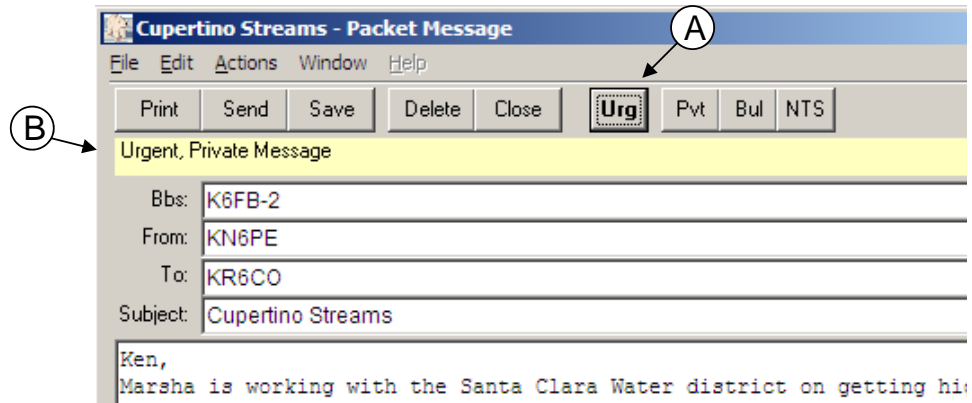 A
Cupertino Streams - Packet Message
File Edit Actions Window Help
Print Send Save Delete Close Urg Pvt Bul NTS
B
Urgent, Private Message
Bbs: K6FB-2
From: KN6PE
To: KR6CO
Subject: Cupertino Streams
Ken,
Marsha is working with the Santa Clara Water district on getting